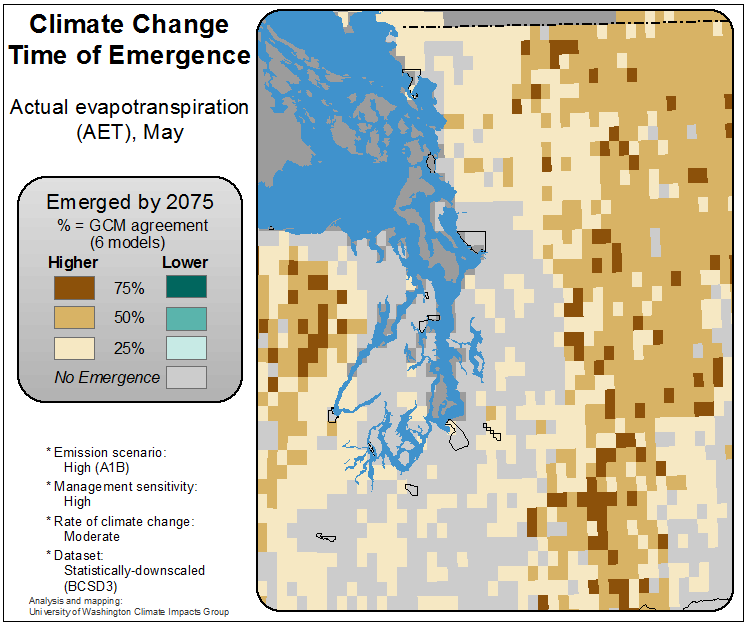 Climate Change
Time of Emergence
Actual evapotranspiration
(AET), May
Emerged by 2075
% = GCM agreement
(6 models)
Higher Lower
75%
50%
25%
No Emergence
* Emission scenario:
High (A1B)
* Management sensitivity:
High
* Rate of climate change:
Moderate
* Dataset:
Statistically-downscaled
(BCSD3)
Analysis and mapping:
University of Washington Climate Impacts Group